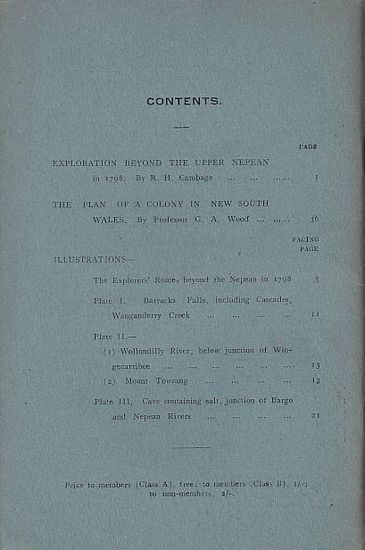 CONTENTS.
PAGE
EXPLORATION BEYOND THE UPPER NEPEAN
in 1798. By R. H. Cambage ... ... ...... 1
THE PLAN OF A COLONY IN NEW SOUTH
WALES. By Professor G. A. Wood ... ...... 36
FACING
PAGE
ILLUSTRATIONS—
The Explorers' Routes beyond the Nepean in 1798 3
Plate I. Barracks Falls, including Cascades,
Wanganderry Creek ... ... ... ... 11
Plate II.—
(1) Wollondilly River, below junction of Win-
gecarribee ... ... ... ... ... ... 13
(2) Mount Towrang ... ... ... ... 13
Plate III. Cave containing salt, junction of Bargo
and Nepean Rivers ... ... ... ... 21
Price to members (Class A), free; to members (Class B), 1/-;
to non-members, 2/-.